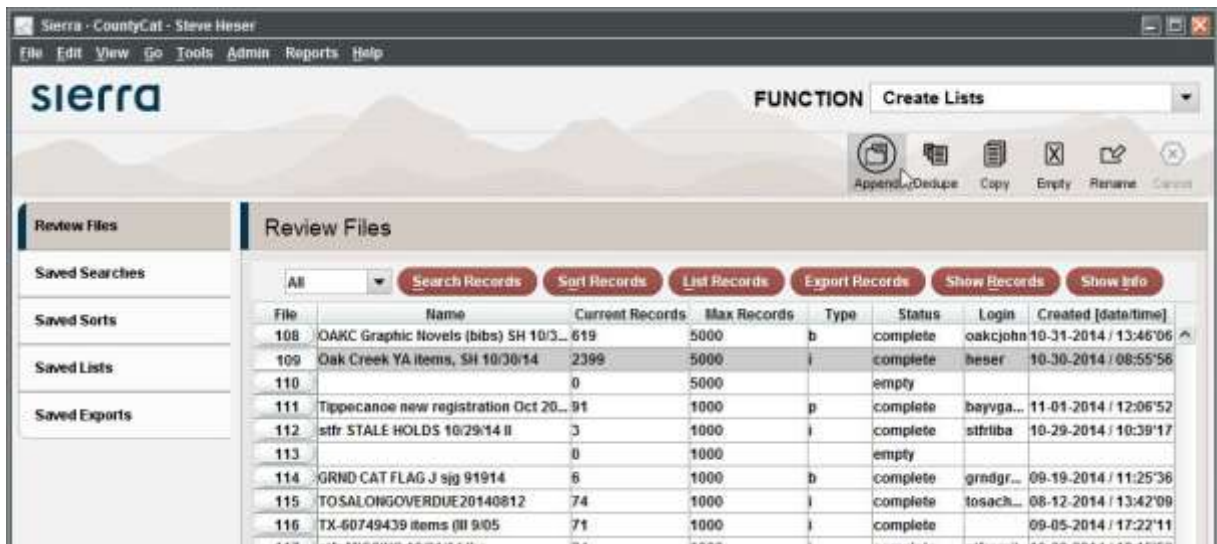 Sierra - CountyCat - Steve Heser
File Edit View Go Tools Admin Reports Help
sierra
FUNCTION Create Lists
Append Dedupe Copy Empty Rename Cancel
Review Files
Review Files
Saved Searches
Saved Sorts
Saved Lists
Saved Exports
All Search Records Sort Records List Records Export Records Show Records Show Info
File Name Current Records Max Records Type Status Login Created [date/time]
108 OAKC Graphic Novels (bibs) SH 10/3... 619 5000 b complete oakcjohn 10-31-2014 / 13:46'06
109 Oak Creek YA items, SH 10/30/14 2399 5000 i complete heser 10-30-2014 / 08:55'56
110 0 5000 empty
111 Tippecanoe new registration Oct 20... 91 1000 p complete bayvga... 11-01-2014 / 12:06'52
112 stfr STALE HOLDS 10/29/14 ll 3 1000 i complete stfrliba 10-29-2014 / 10:39'17
113 0 1000 empty
114 GRND CAT FLAG J sjg 91914 6 1000 b complete grndgr... 09-19-2014 / 11:25'36
115 TOSALONGOVERDUE20140812 74 1000 i complete tosach... 08-12-2014 / 13:42'09
116 TX-60749439 items (III 9/05 71 1000 i complete 09-05-2014 / 17:22'11